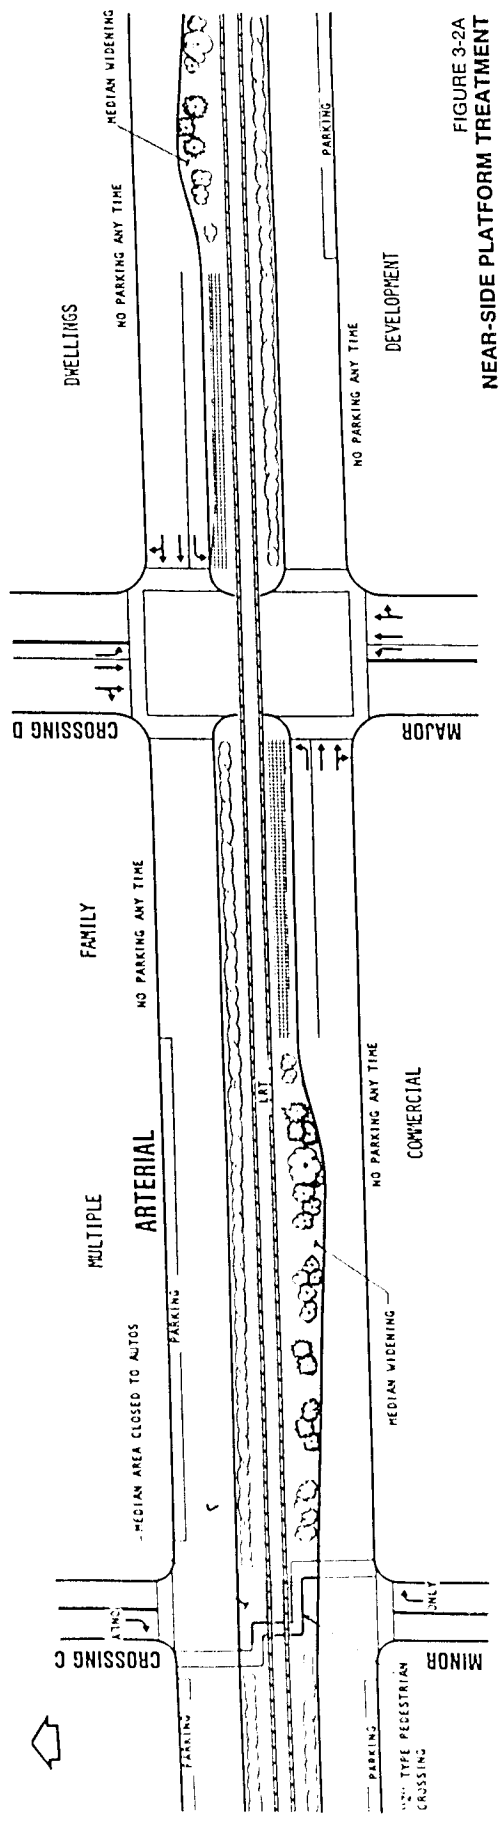 MEDIAN WIDENING
NO PARKING ANY TIME
DWELLINGS
PARKING
NO PARKING ANY TIME
DEVELOPMENT
FIGURE 3-2A
NEAR-SIDE PLATFORM TREATMENT
CROSSING D
MAJOR
FAMILY
NO PARKING ANY TIME
LRT
MULTIPLE
ARTERIAL
NO PARKING ANY TIME
COMMERCIAL
PARKING
MEDIAN AREA CLOSED TO AUTOS
MEDIAN WIDENING
ONLY
CROSSING C
ONLY
MINOR
PARKING
PARKING
"Z" TYPE PEDESTRIAN
CROSSING